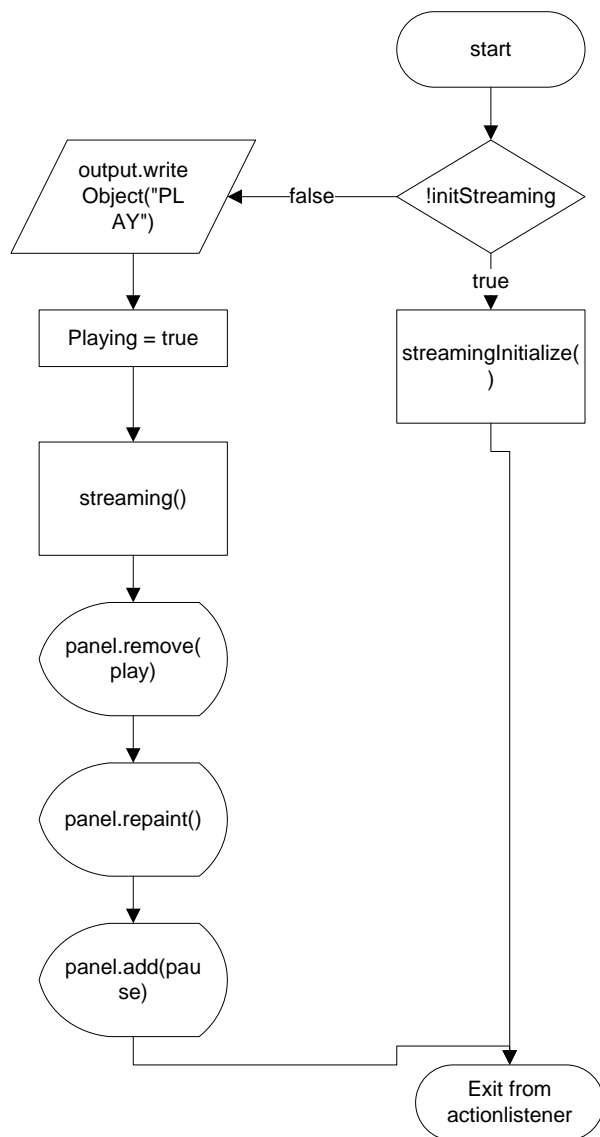 start
!initStreaming
false
true
output.write
Object("PL
AY")
Playing = true
streaming()
panel.remove(
play)
panel.repaint()
panel.add(pau
se)
streamingInitialize(
)
Exit from
actionlistener